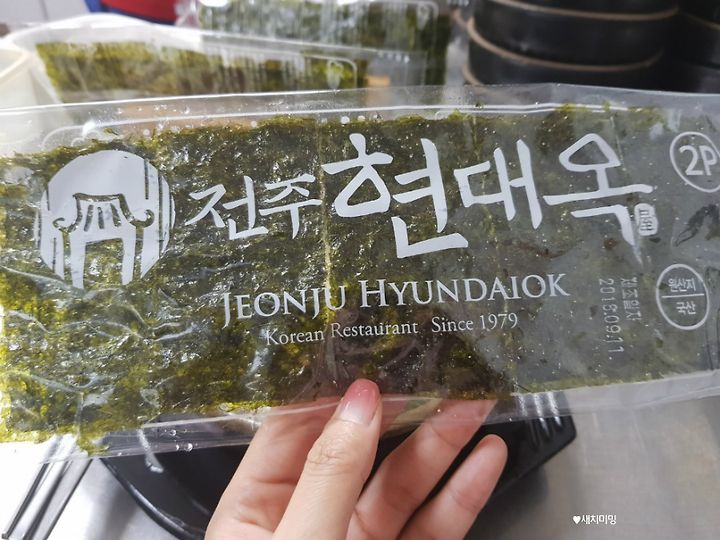 전주 현대옥
屋
JEONJU HYUNDAIOK
Korean Restaurant Since 1979
2P
원산지
국산
제조일자
2018.09.11
♥새치미밍